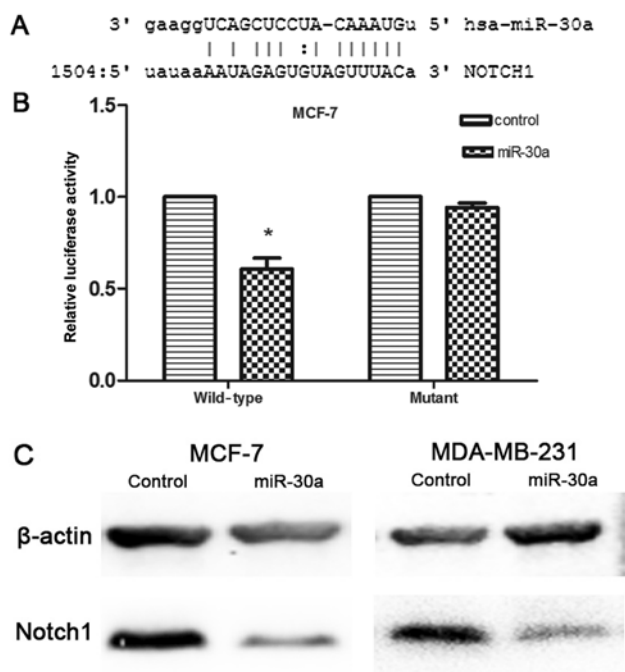 A
3' gaaggUCAGCUCCUA-CAAAUGu 5' hsa-miR-30a
| | ||| :| ||||||
1504:5' uauaaAAUAGAGUGUAGUUUACa 3' NOTCH1
B
MCF-7
control
miR-30a
Relative luciferase activity
1.5
1.0
0.5
0.0
*
Wild-type
Mutant
C
MCF-7
MDA-MB-231
Control
miR-30a
Control
miR-30a
β-actin
Notch1